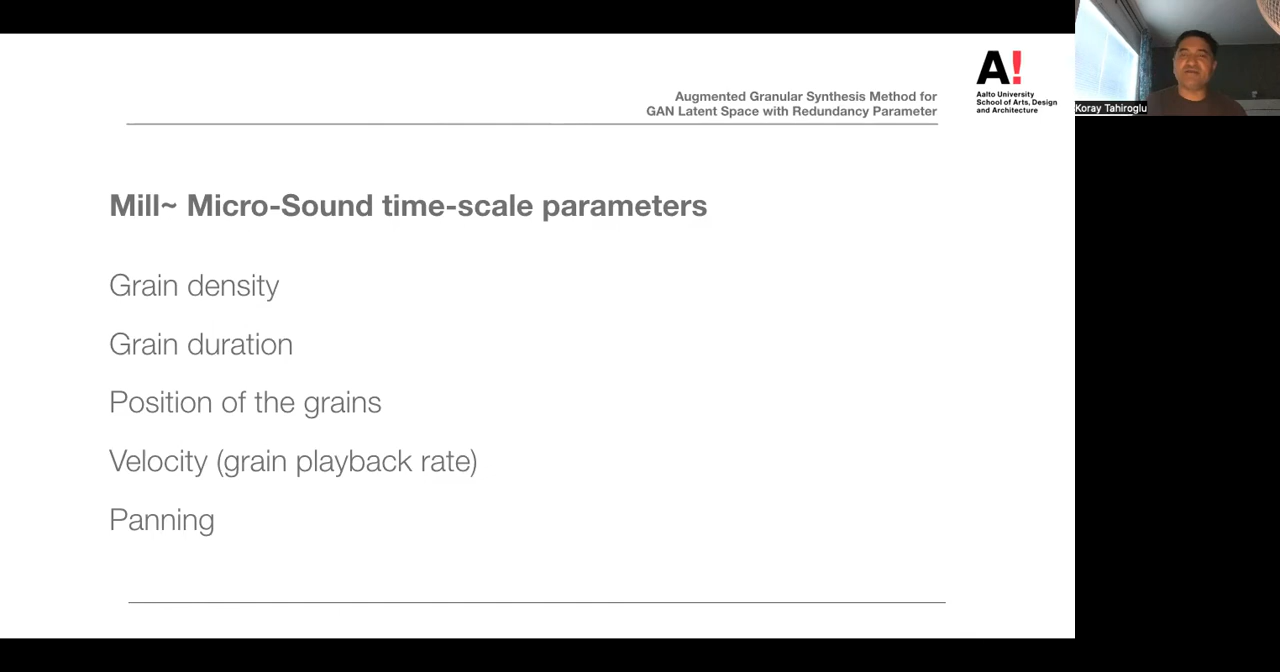 Augmented Granular Synthesis Method for
GAN Latent Space with Redundancy Parameter
A!
Aalto University
School of Arts, Design
and Architecture
Koray Tahiroglu
Mill~ Micro-Sound time-scale parameters
Grain density
Grain duration
Position of the grains
Velocity (grain playback rate)
Panning